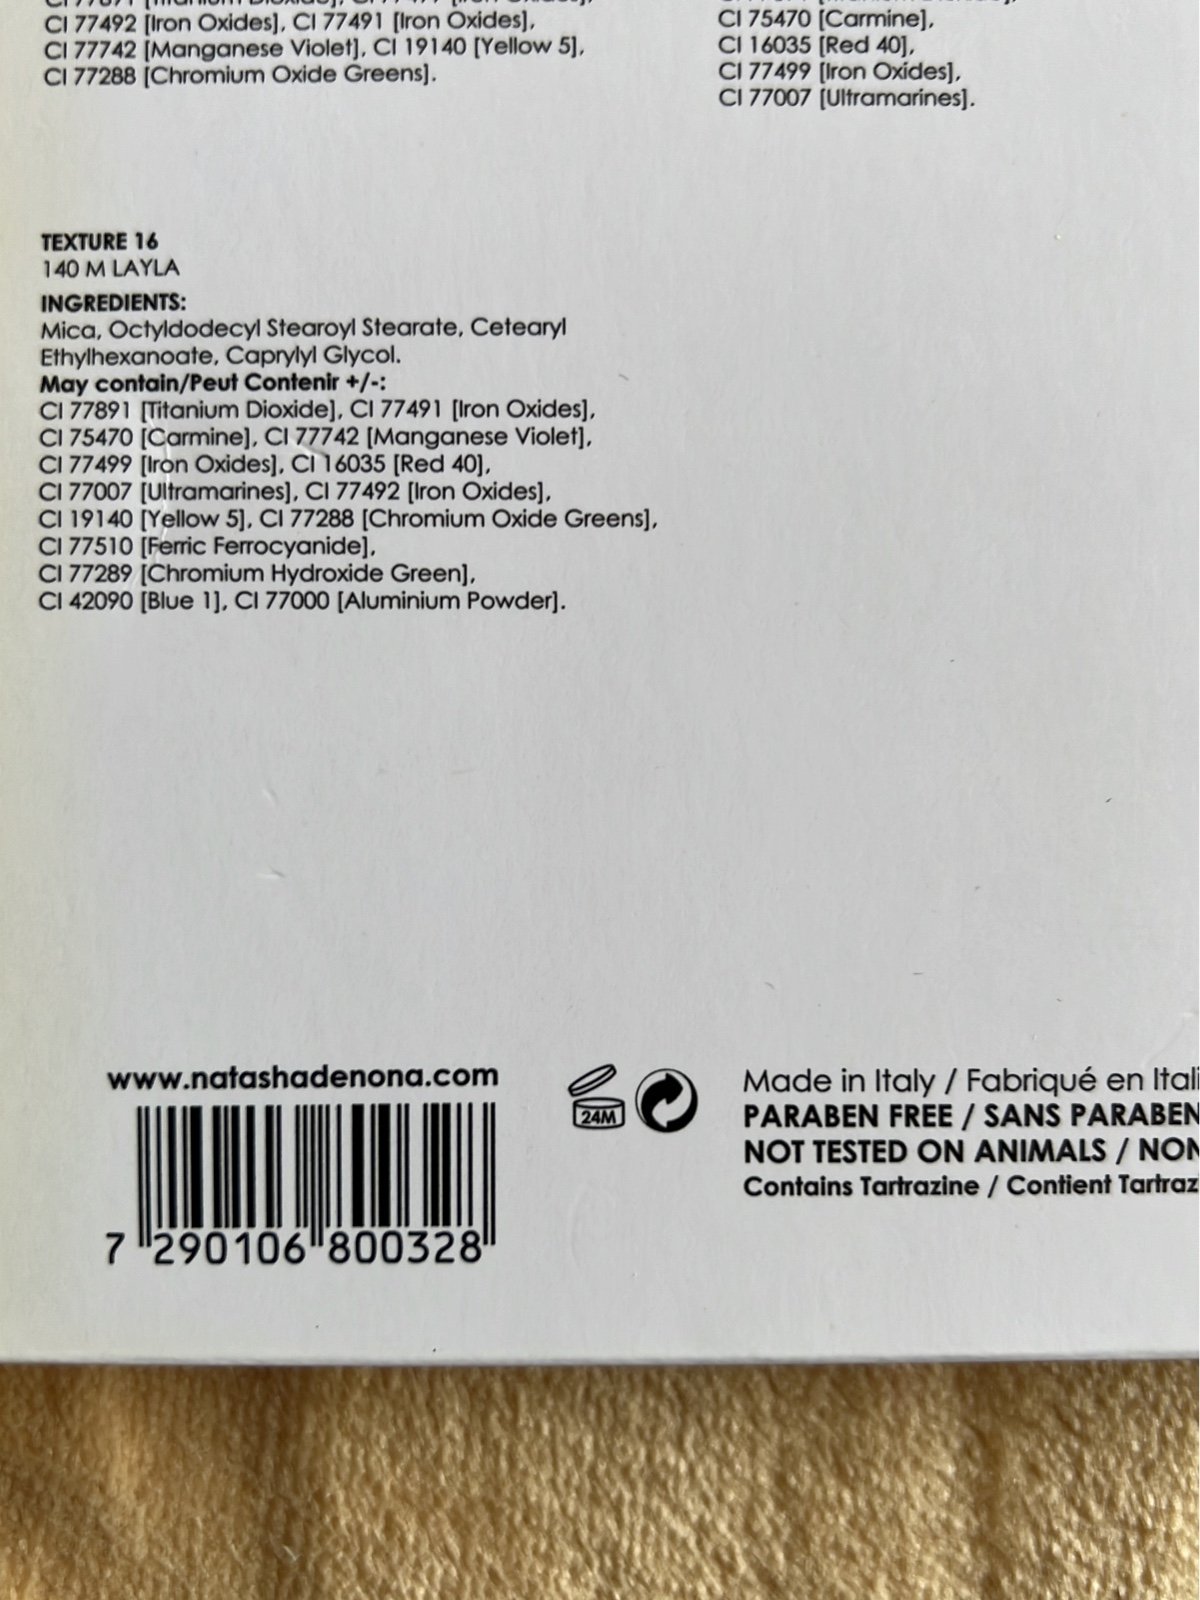 CI 77492 [Iron Oxides], CI 77491 [Iron Oxides],
CI 77742 [Manganese Violet], CI 19140 [Yellow 5],
CI 77288 [Chromium Oxide Greens].
CI 75470 [Carmine],
CI 16035 [Red 40],
CI 77499 [Iron Oxides],
CI 77007 [Ultramarines].
TEXTURE 16
140 M LAYLA
INGREDIENTS:
Mica, Octyldodecyl Stearoyl Stearate, Cetearyl
Ethylhexanoate, Caprylyl Glycol.
May contain/Peut Contenir +/-:
CI 77891 [Titanium Dioxide], CI 77491 [Iron Oxides],
CI 75470 [Carmine], CI 77742 [Manganese Violet],
CI 77499 [Iron Oxides], CI 16035 [Red 40],
CI 77007 [Ultramarines], CI 77492 [Iron Oxides],
CI 19140 [Yellow 5], CI 77288 [Chromium Oxide Greens],
CI 77510 [Ferric Ferrocyanide],
CI 77289 [Chromium Hydroxide Green],
CI 42090 [Blue 1], CI 77000 [Aluminium Powder].
www.natashadenona.com
7 290106 800328
24M
Made in Italy / Fabriqué en Itali
PARABEN FREE / SANS PARABEN
NOT TESTED ON ANIMALS / NON
Contains Tartrazine / Contient Tartraz